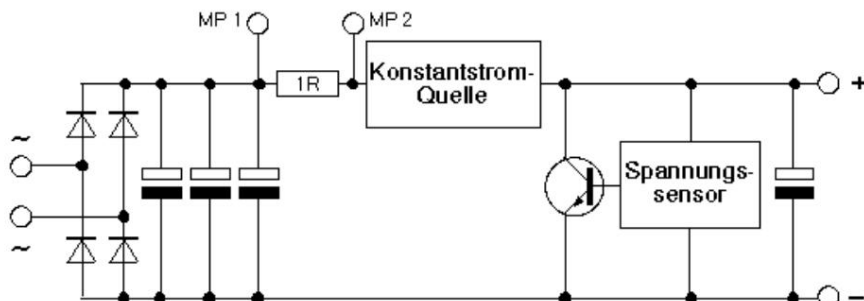 MP 1
MP 2
1R
Konstantstrom-
Quelle
+
~
Spannungs-
sensor
~
−